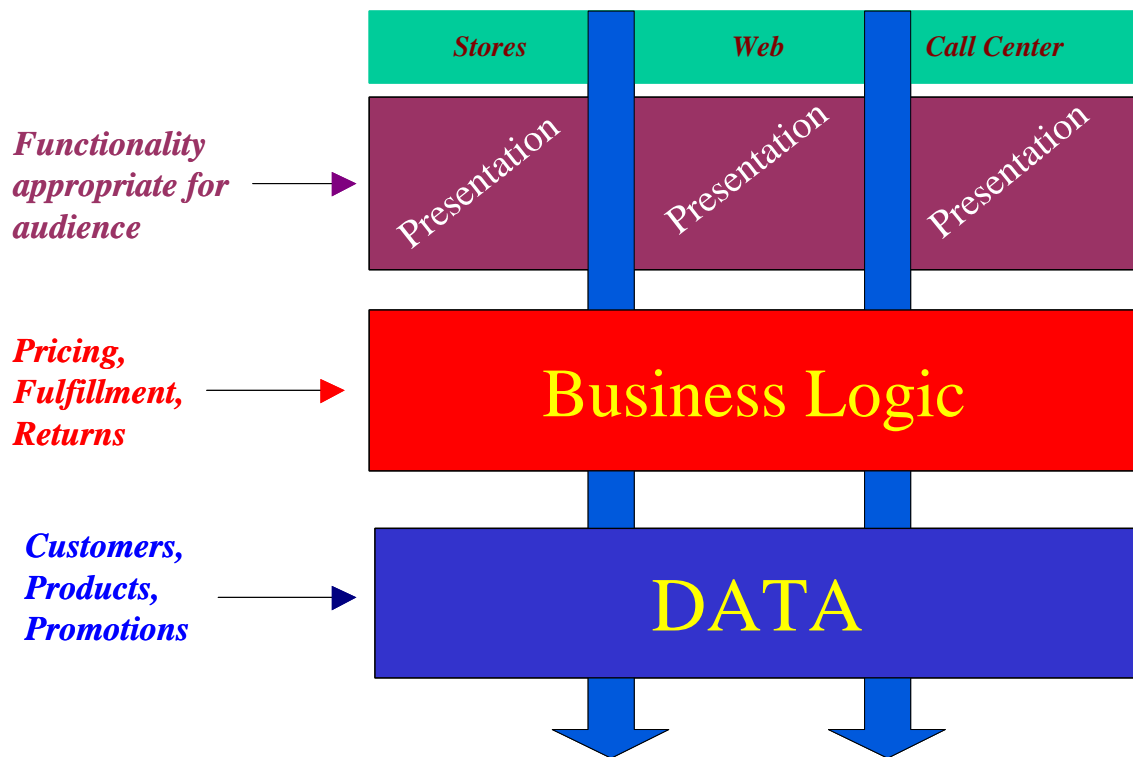 Stores Web Call Center
Functionality
appropriate for
audience
Presentation
Presentation
Presentation
Pricing,
Fulfillment,
Returns
Business Logic
Customers,
Products,
Promotions
DATA